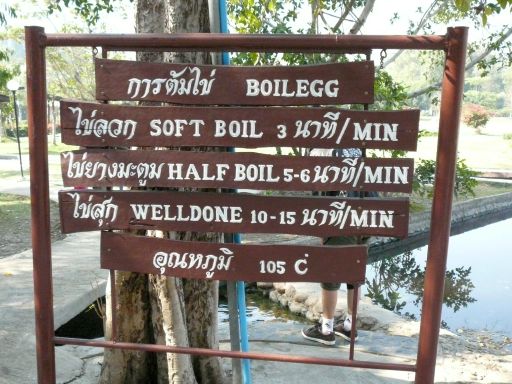 การต้มไข่ BOILEGG
ไข่ลวก SOFT BOIL 3 นาที/MIN
ไข่ยางมะตูม HALF BOIL 5-6 นาที/MIN
ไข่สุก WELLDONE 10-15 นาที/MIN
อุณหภูมิ 105 ํC